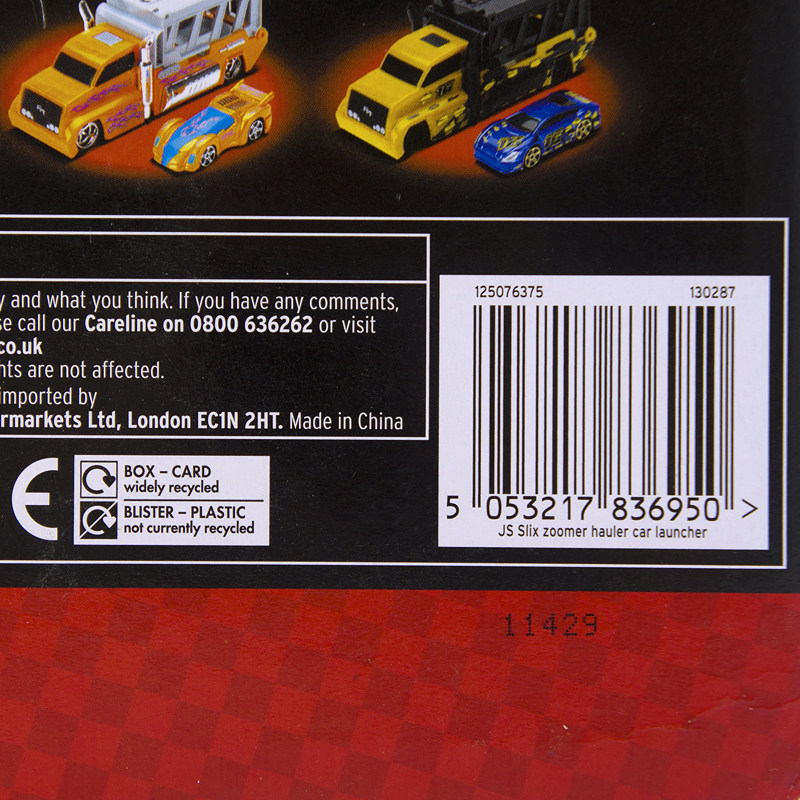 y and what you think. If you have any comments,
se call our Careline on 0800 636262 or visit
co.uk
hts are not affected.
imported by
rmarkets Ltd, London EC1N 2HT. Made in China
BOX – CARD
widely recycled
BLISTER – PLASTIC
not currently recycled
125076375 130287
5 053217 836950 >
JS Slix zoomer hauler car launcher
11429